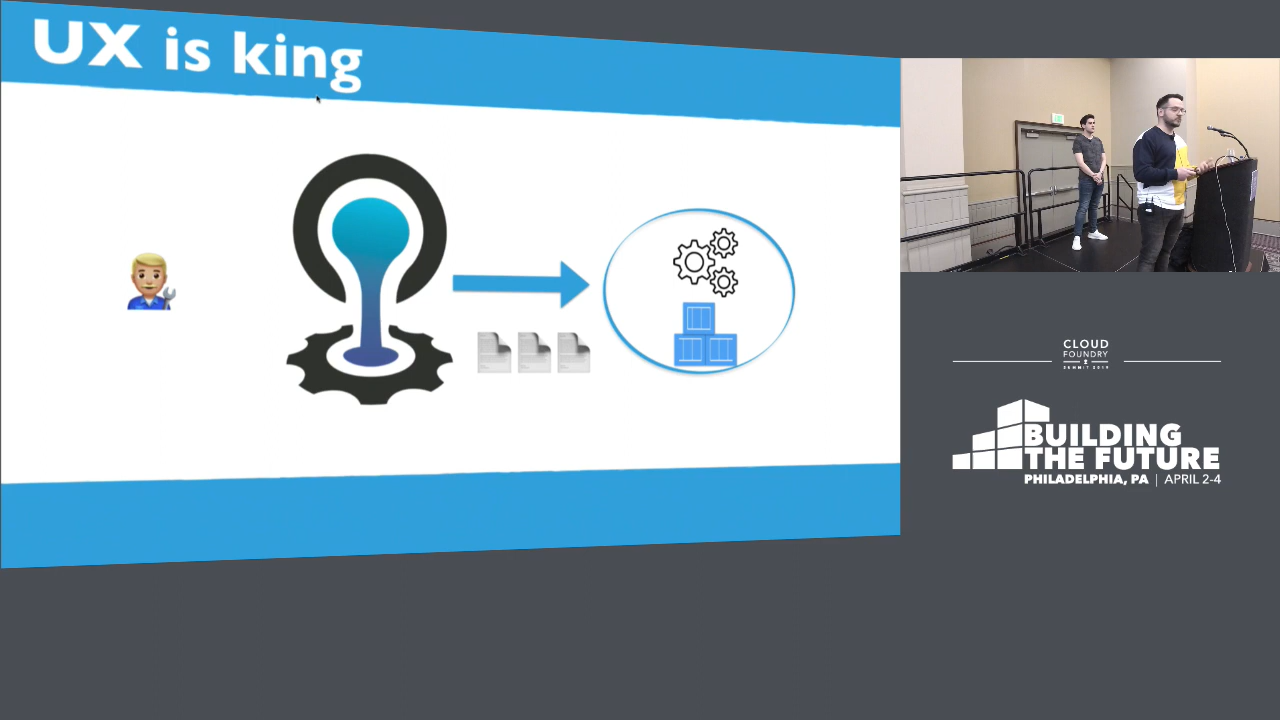 UX is king
CLOUD
FOUNDRY
SUMMIT 2019
BUILDING
THE FUTURE
PHILADELPHIA, PA | APRIL 2-4